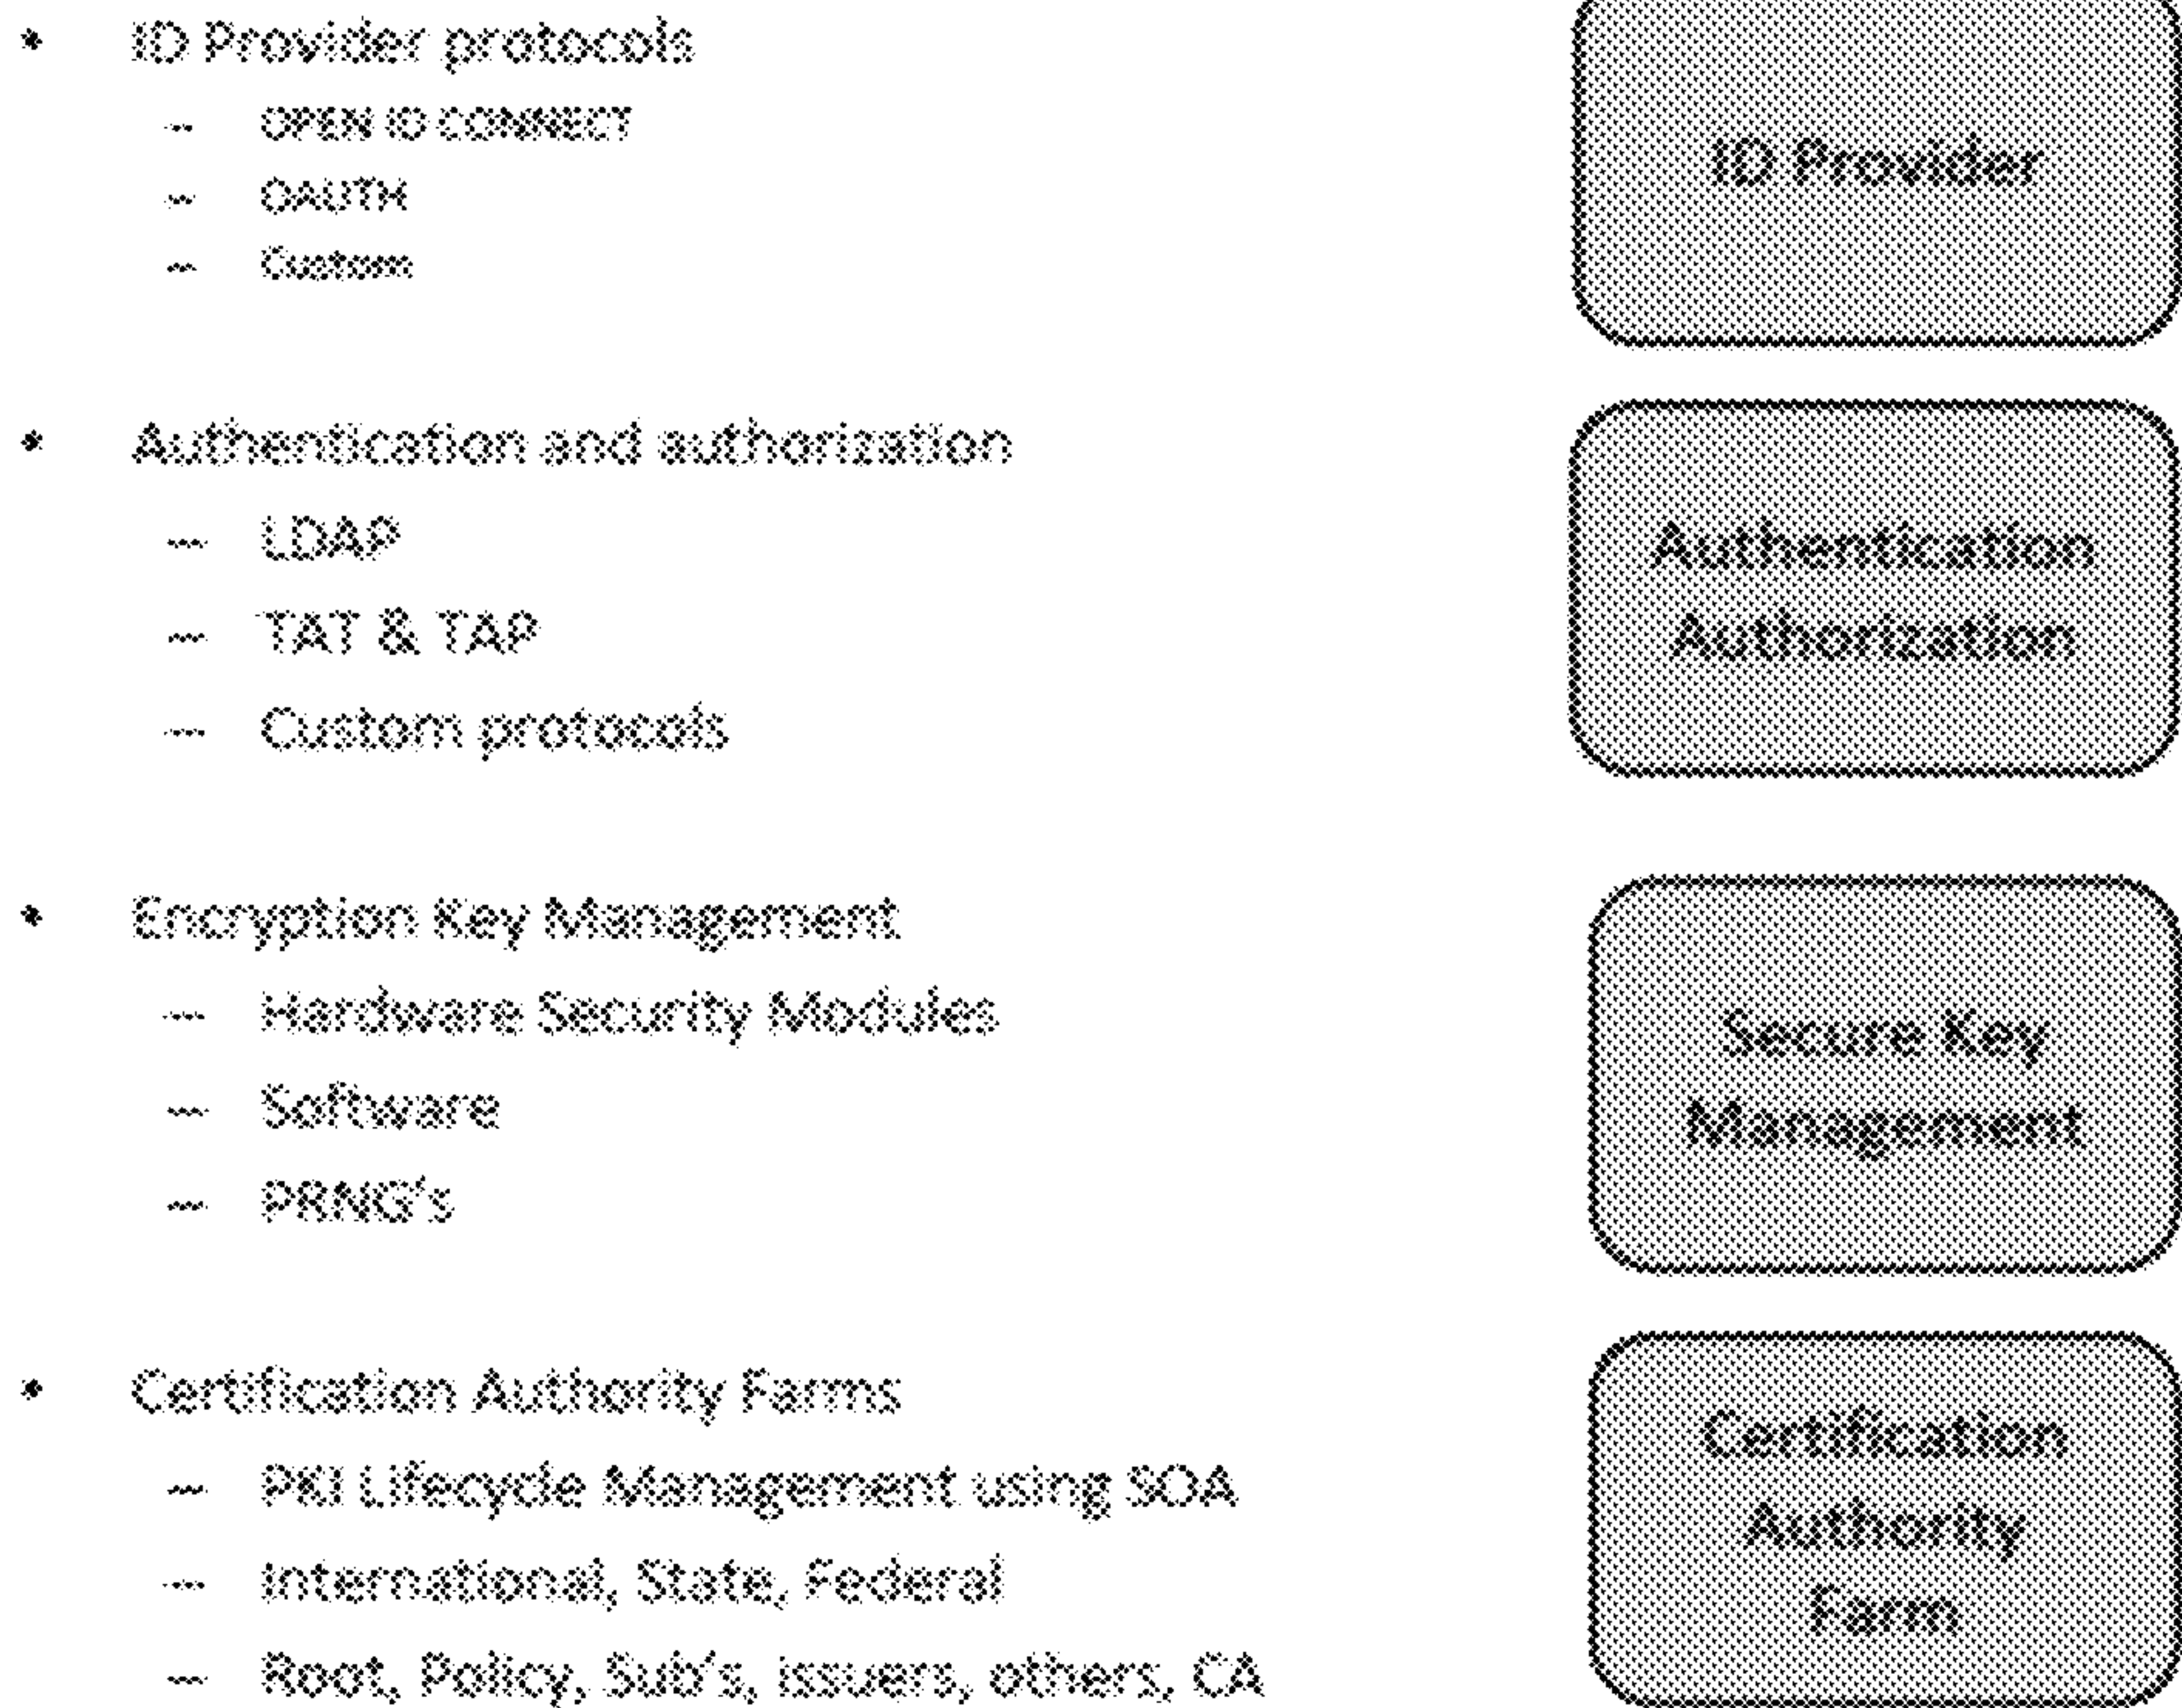 • ID Provider protocols
– OPEN ID CONNECT
– OAUTH
– Custom
ID Provider
• Authentication and authorization
– LDAP
– TAT & TAP
– Custom protocols
Authentication
Authorization
• Encryption Key Management
– Hardware Security Modules
– Software
– PRNG's
Secure Key
Management
• Certification Authority Farms
– PKI Lifecycle Management using SOA
– International, State, Federal
– Root, Policy, Sub's, issuers, others, CA
Certification
Authority
Farm